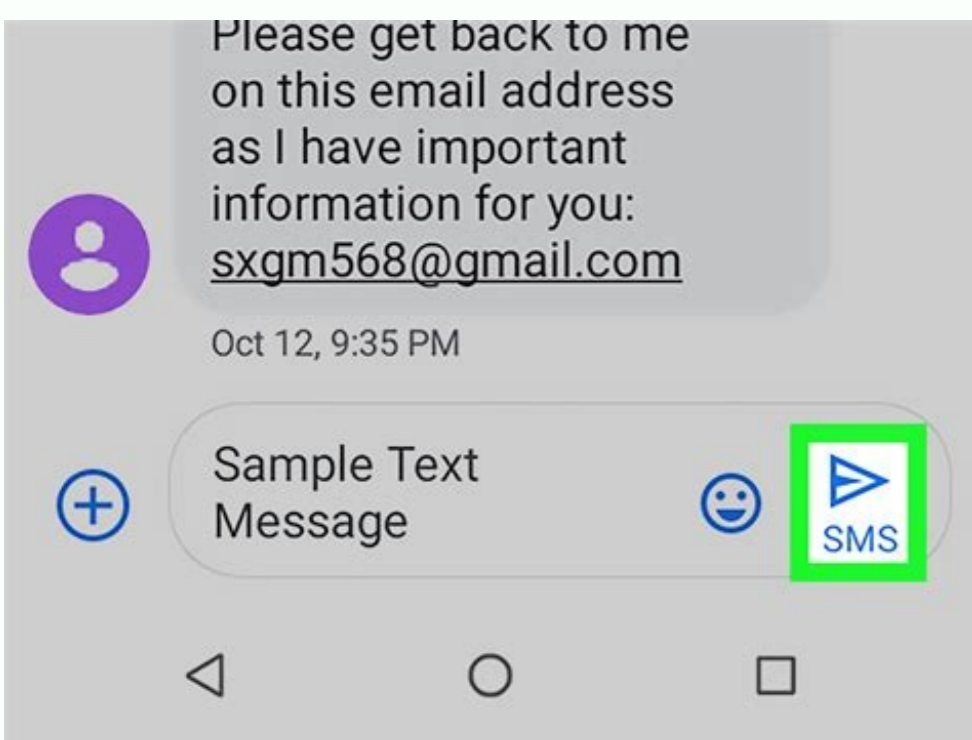 Please get back to me
on this email address
as I have important
information for you:
sxgm568@gmail.com
Oct 12, 9:35 PM
Sample Text
Message
SMS